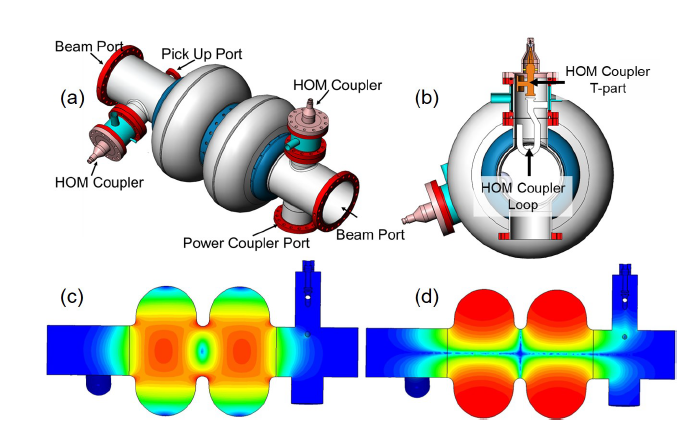 Beam Port
Pick Up Port
HOM Coupler
(a)
HOM Coupler
Power Coupler Port
Beam Port
(b)
HOM Coupler
T-part
HOM Coupler
Loop
(c)
(d)